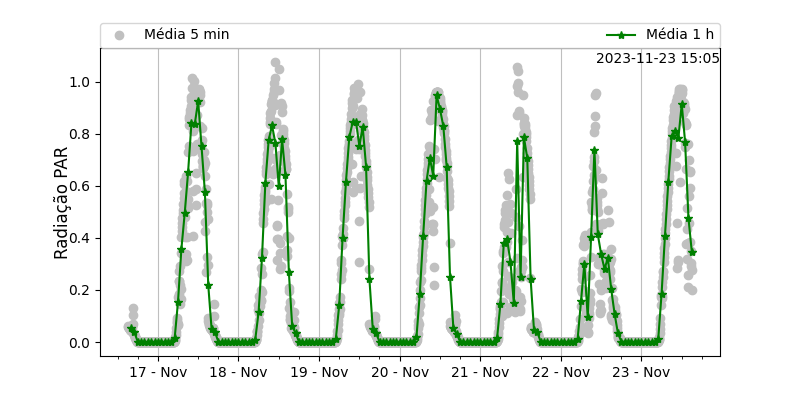 Média 5 min
Média 1 h
2023-11-23 15:05
Radiação PAR
1.0
0.8
0.6
0.4
0.2
0.0
17 - Nov
18 - Nov
19 - Nov
20 - Nov
21 - Nov
22 - Nov
23 - Nov